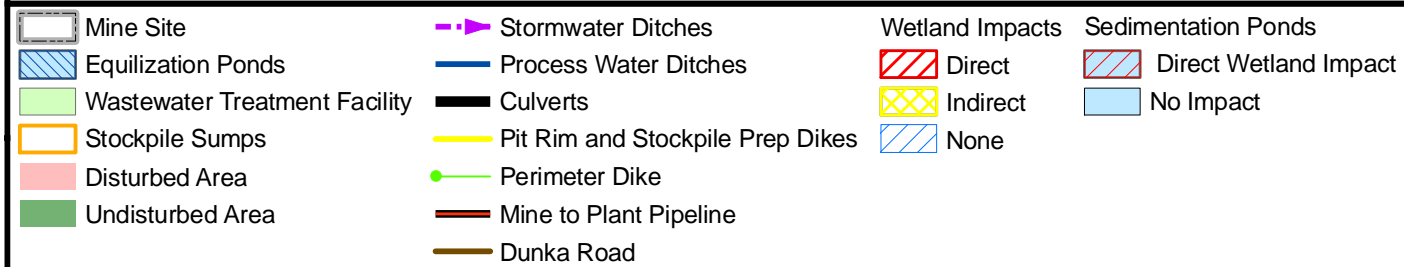 Mine Site
Equilization Ponds
Wastewater Treatment Facility
Stockpile Sumps
Disturbed Area
Undisturbed Area
Stormwater Ditches
Process Water Ditches
Culverts
Pit Rim and Stockpile Prep Dikes
Perimeter Dike
Mine to Plant Pipeline
Dunka Road
Wetland Impacts
Direct
Indirect
None
Sedimentation Ponds
Direct Wetland Impact
No Impact